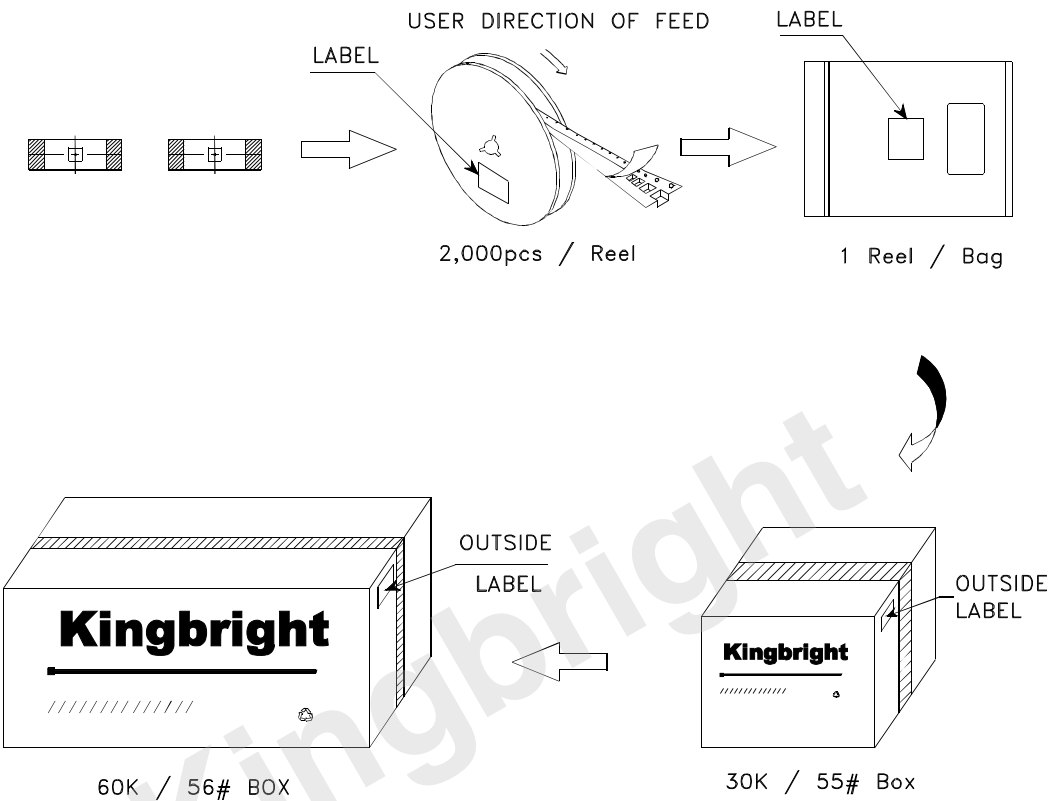 USER DIRECTION OF FEED
LABEL
LABEL
2,000pcs / Reel
1 Reel / Bag
OUTSIDE
LABEL
OUTSIDE
LABEL
Kingbright
Kingbright
60K / 56# BOX
30K / 55# Box
Kingbright